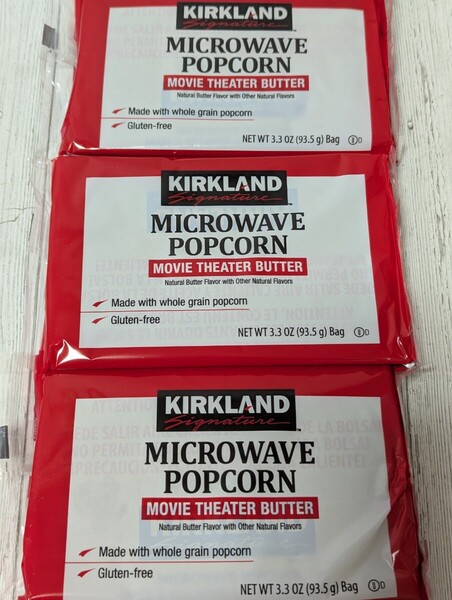 KIRKLAND
Signature
MICROWAVE
POPCORN
MOVIE THEATER BUTTER
Natural Butter Flavor with Other Natural Flavors
Made with whole grain popcorn
Gluten-free
NET WT 3.3 OZ (93.5 g) Bag
D
KIRKLAND
Signature
MICROWAVE
POPCORN
MOVIE THEATER BUTTER
Natural Butter Flavor with Other Natural Flavors
Made with whole grain popcorn
Gluten-free
NET WT 3.3 OZ (93.5 g) Bag
D
KIRKLAND
Signature
MICROWAVE
POPCORN
MOVIE THEATER BUTTER
Natural Butter Flavor with Other Natural Flavors
Made with whole grain popcorn
Gluten-free
NET WT 3.3 OZ (93.5 g) Bag
D